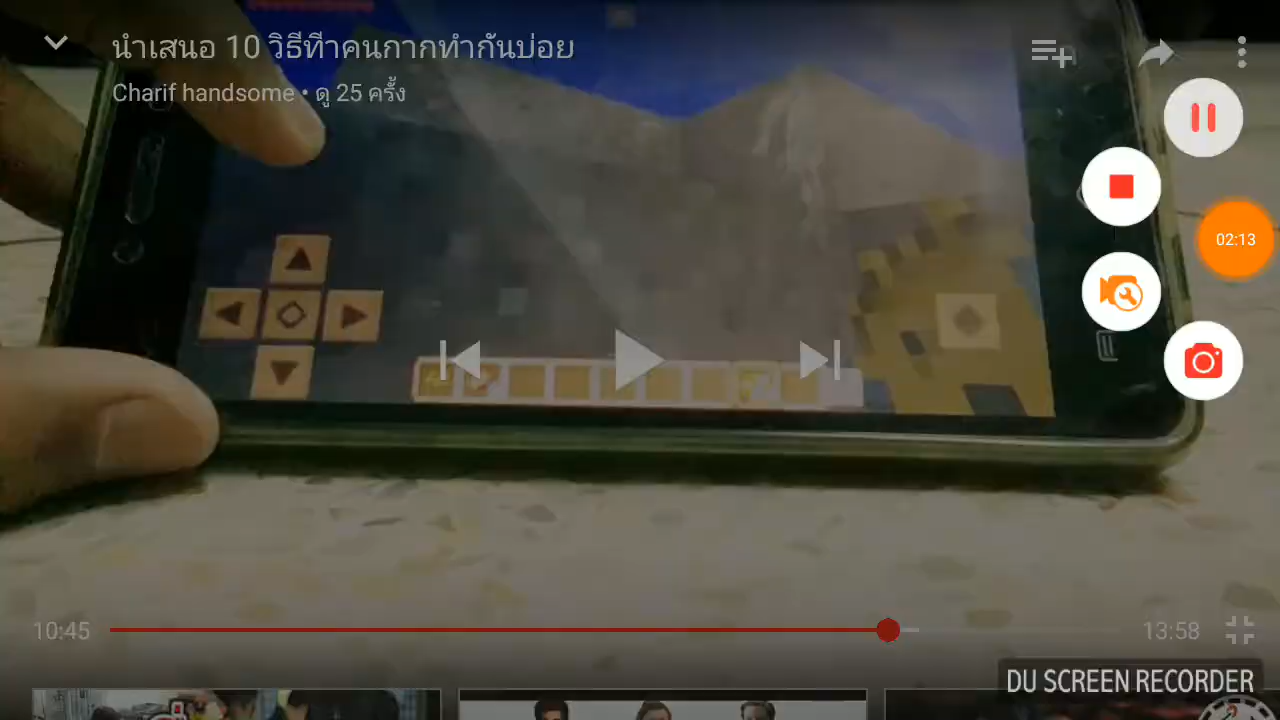 นำเสนอ 10 วิธีที่าคนกากทำกันบ่อย
Charif handsome • ดู 25 ครั้ง
02:13
10:45
13:58
DU SCREEN RECORDER